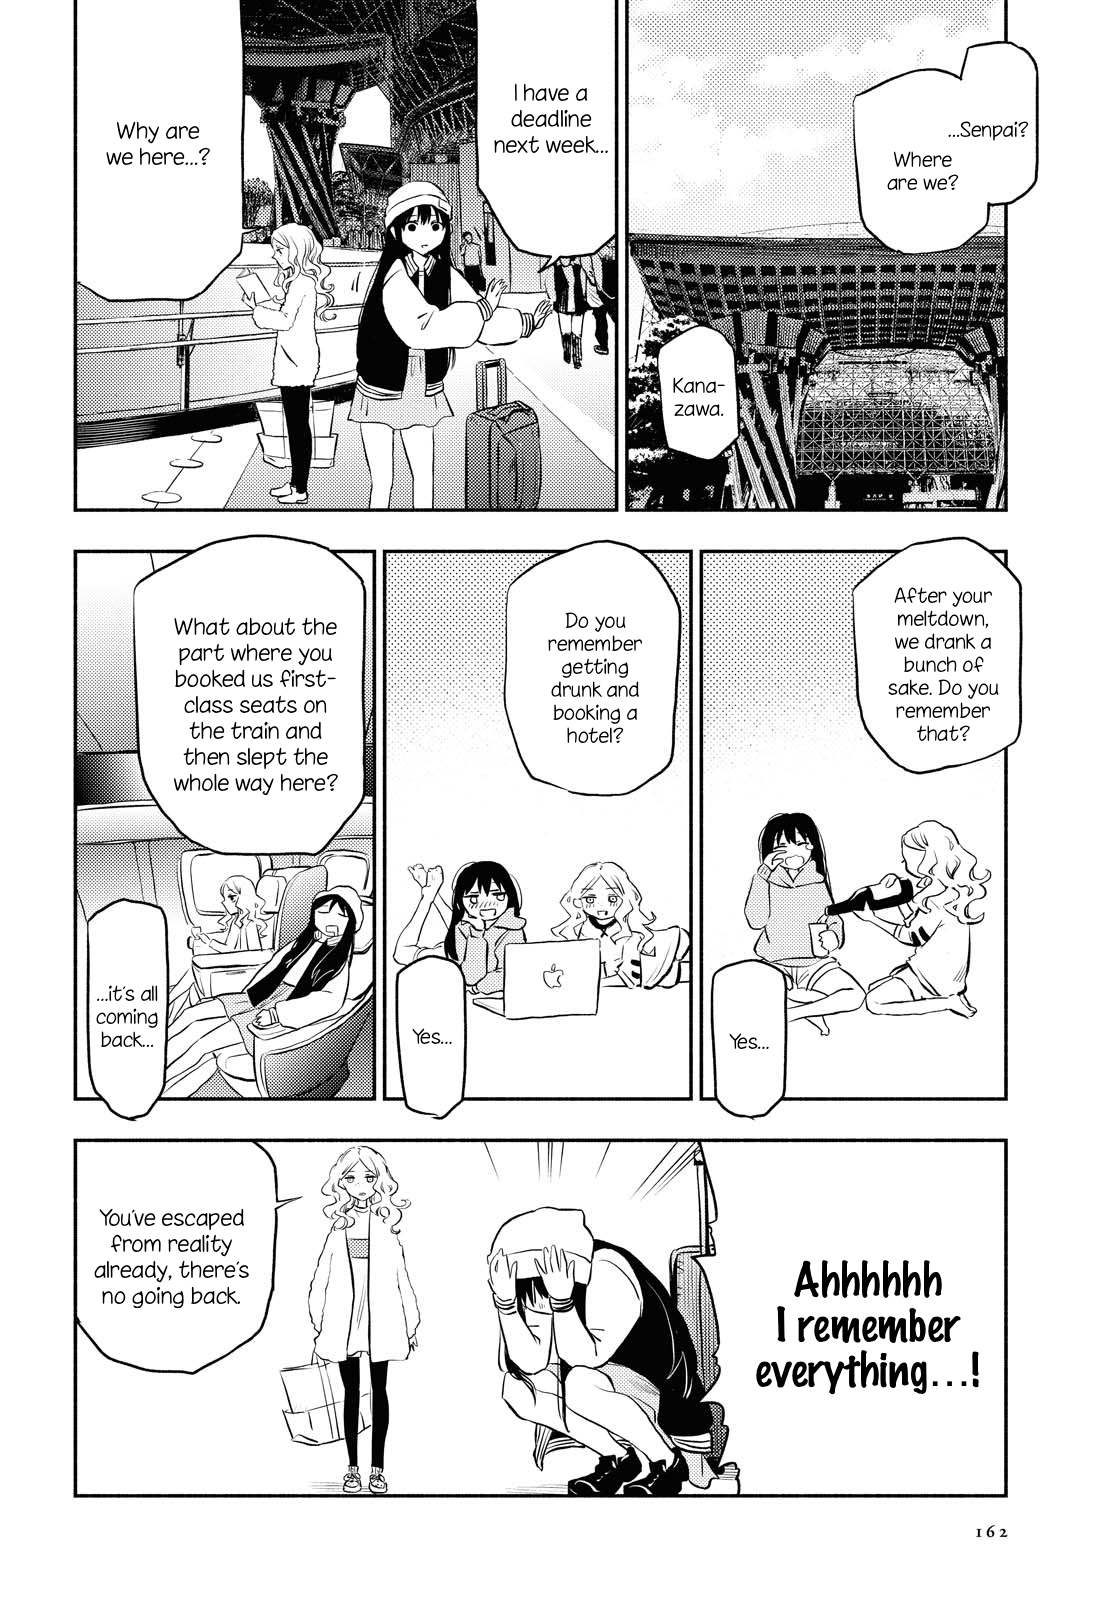 ...Senpai?
Where
are we?
Kana-
zawa.
I have a
deadline
next week...
Why are
we here...?
After your
meltdown,
we drank a
bunch of
sake. Do you
remember
that?
Yes...
Do you
remember
getting
drunk and
booking a
hotel?
Yes...
What about the
part where you
booked us first-
class seats on
the train and
then slept the
whole way here?
...it's all
coming
back...
Ahhhhhh
I remember
everything...!
You've escaped
from reality
already, there's
no going back.
162